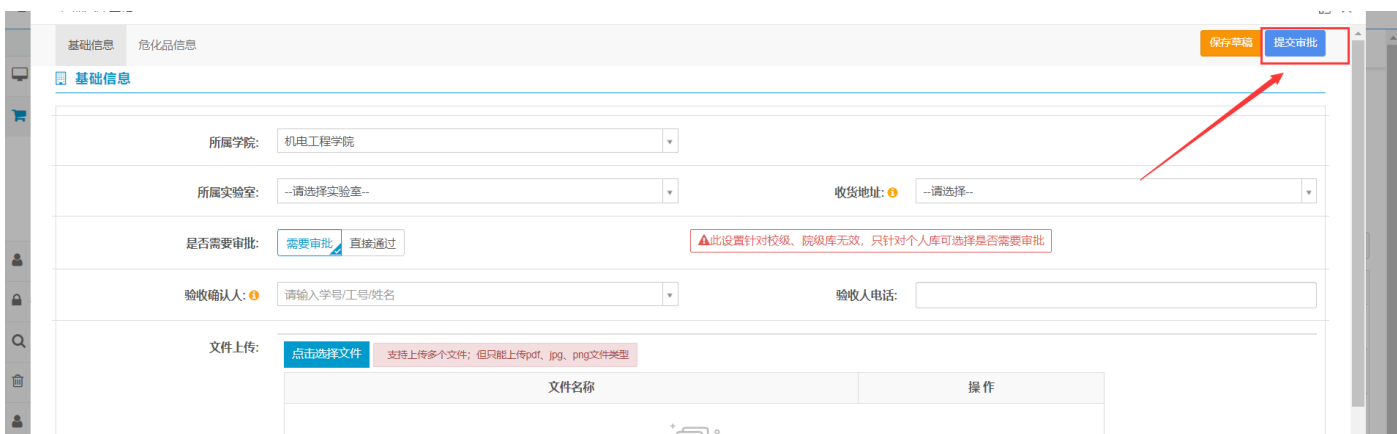 基础信息 危化品信息 保存草稿 提交审批
基础信息
所属学院: 机电工程学院
所属实验室: --请选择实验室-- 收货地址: --请选择--
是否需要审批: 需要审批 直接通过 此设置针对校级、院级库无效，只针对个人库可选择是否需要审批
验收确认人: 请输入学号/工号/姓名 验收人电话:
文件上传: 点击选择文件 支持上传多个文件；但只能上传pdf、jpg、png文件类型
文件名称 操作